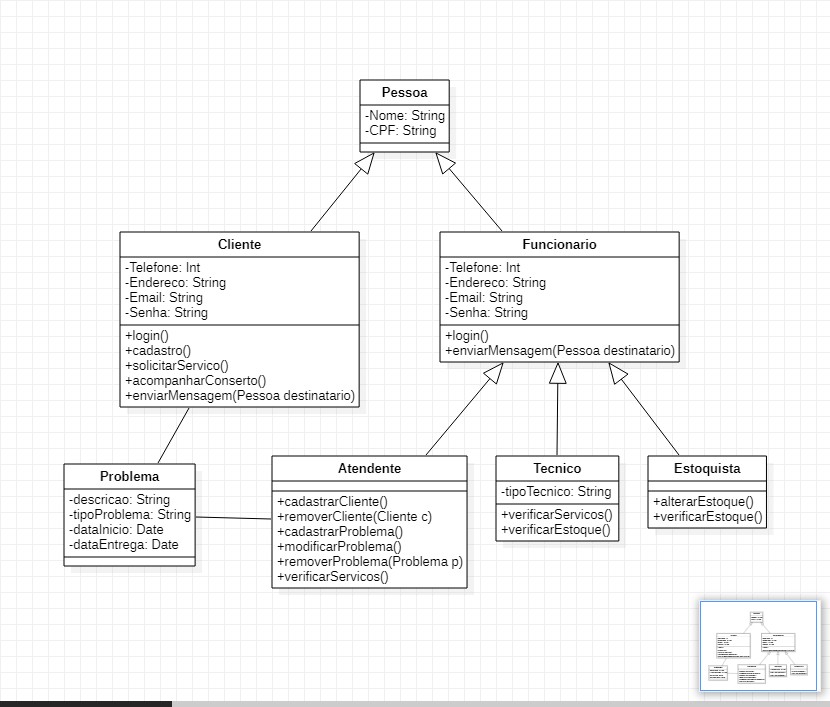 Pessoa
-Nome: String
-CPF: String
Cliente
-Telefone: Int
-Endereco: String
-Email: String
-Senha: String
+login()
+cadastro()
+solicitarServico()
+acompanharConserto()
+enviarMensagem(Pessoa destinatario)
Funcionario
-Telefone: Int
-Endereco: String
-Email: String
-Senha: String
+login()
+enviarMensagem(Pessoa destinatario)
Problema
-descricao: String
-tipoProblema: String
-dataInicio: Date
-dataEntrega: Date
Atendente
+cadastrarCliente()
+removerCliente(Cliente c)
+cadastrarProblema()
+modificarProblema()
+removerProblema(Problema p)
+verificarServicos()
Tecnico
-tipoTecnico: String
+verificarServicos()
+verificarEstoque()
Estoquista
+alterarEstoque()
+verificarEstoque()